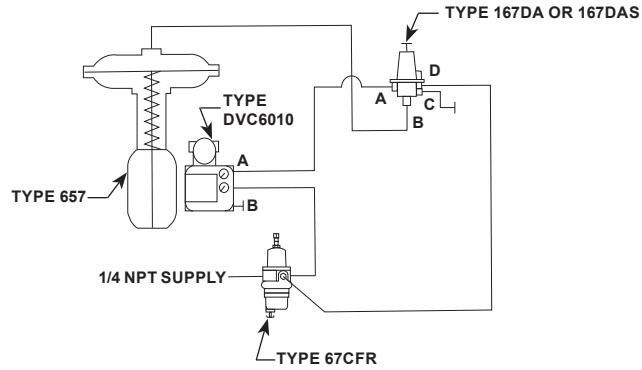 TYPE 167DA OR 167DAS
D
A
C
B
TYPE
DVC6010
A
B
TYPE 657
1/4 NPT SUPPLY
TYPE 67CFR